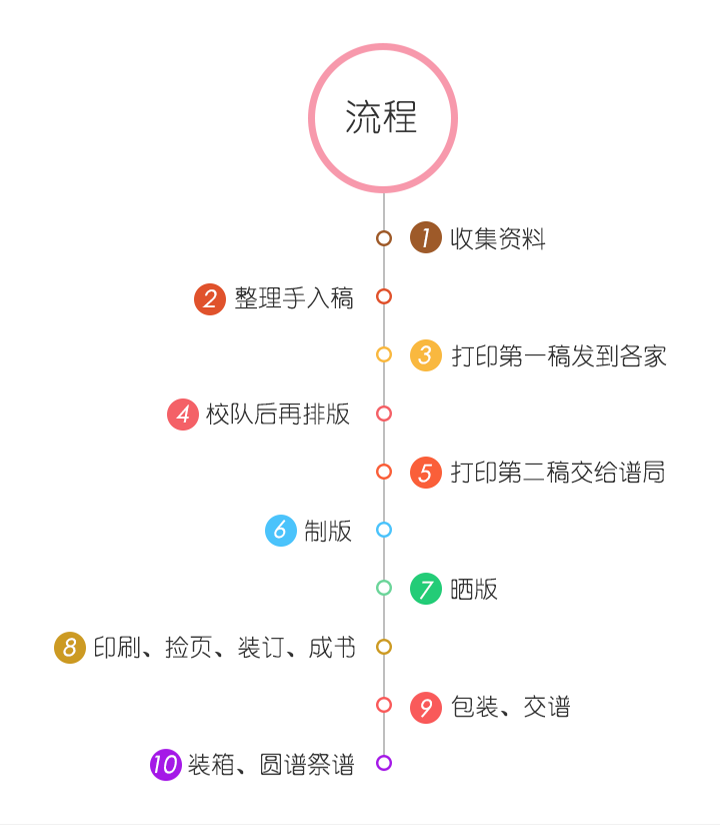 流程
1 收集资料
2 整理手入稿
3 打印第一稿发到各家
4 校队后再排版
5 打印第二稿交给谱局
6 制版
7 晒版
8 印刷、捡页、装订、成书
9 包装、交谱
10 装箱、圆谱祭谱